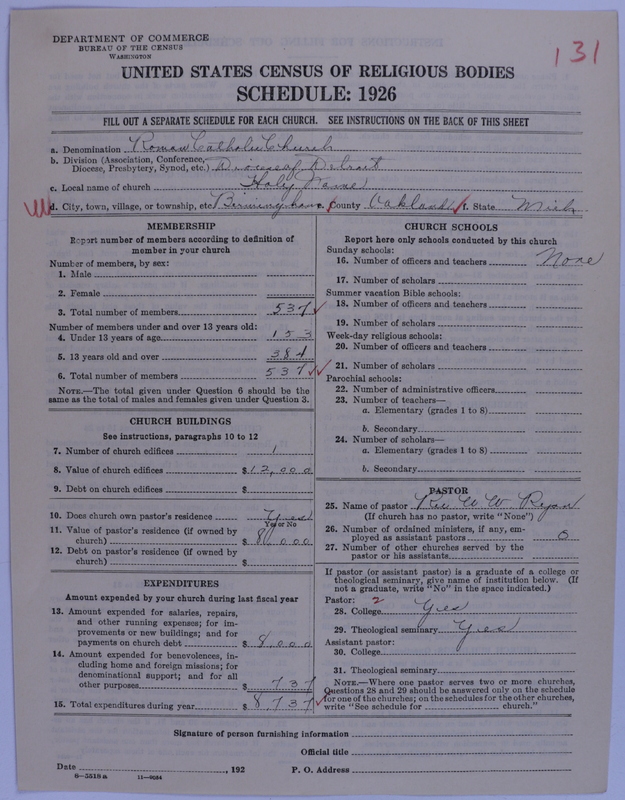 DEPARTMENT OF COMMERCE
BUREAU OF THE CENSUS
WASHINGTON
131
UNITED STATES CENSUS OF RELIGIOUS BODIES
SCHEDULE: 1926
FILL OUT A SEPARATE SCHEDULE FOR EACH CHURCH. SEE INSTRUCTIONS ON THE BACK OF THIS SHEET
a. Denomination Roman Catholic Church
b. Division (Association, Conference, Diocese, Presbytery, Synod, etc.) Diocese of Detroit
c. Local name of church Holy Name
d. City, town, village, or township, etc. Birmingham e. County Oakland f. State Mich
MEMBERSHIP
Report number of members according to definition of
member in your church
Number of members, by sex:
1. Male
2. Female
3. Total number of members 537
Number of members under and over 13 years old:
4. Under 13 years of age 153
5. 13 years old and over 384
6. Total number of members 537
NOTE.—The total given under Question 6 should be the
same as the total of males and females given under Question 3.
CHURCH BUILDINGS
See instructions, paragraphs 10 to 12
7. Number of church edifices 1
8. Value of church edifices $12,000
9. Debt on church edifices $
10. Does church own pastor's residence Yes
Yes or No
11. Value of pastor's residence (if owned by
church) $8,000
12. Debt on pastor's residence (if owned by
church) $
EXPENDITURES
Amount expended by your church during last fiscal year
13. Amount expended for salaries, repairs,
and other running expenses; for im-
provements or new buildings; and for
payments on church debt $8000
14. Amount expended for benevolences, in-
cluding home and foreign missions; for
denominational support; and for all
other purposes 737
15. Total expenditures during year $8,737
CHURCH SCHOOLS
Report here only schools conducted by this church
Sunday schools:
16. Number of officers and teachers None
17. Number of scholars
Summer vacation Bible schools:
18. Number of officers and teachers
19. Number of scholars
Week-day religious schools:
20. Number of officers and teachers
21. Number of scholars
Parochial schools:
22. Number of administrative officers
23. Number of teachers—
a. Elementary (grades 1 to 8)
b. Secondary
24. Number of scholars—
a. Elementary (grades 1 to 8)
b. Secondary
PASTOR
25. Name of pastor Rev W W Ryan
(If church has no pastor, write "None")
26. Number of ordained ministers, if any, em-
ployed as assistant pastors 0
27. Number of other churches served by the
pastor or his assistants
If pastor (or assistant pastor) is a graduate of a college or
theological seminary, give name of institution below. (If
not a graduate, write "No" in the space indicated.)
Pastor: 2
28. College Yes
29. Theological seminary Yes
Assistant pastor:
30. College
31. Theological seminary
NOTE.—Where one pastor serves two or more churches,
Questions 28 and 29 should be answered only on the schedule
for one of the churches; on the schedules for the other churches,
write "See schedule for church."
Signature of person furnishing information
Official title
Date , 192 P. O. Address
6-5518a 11-9034